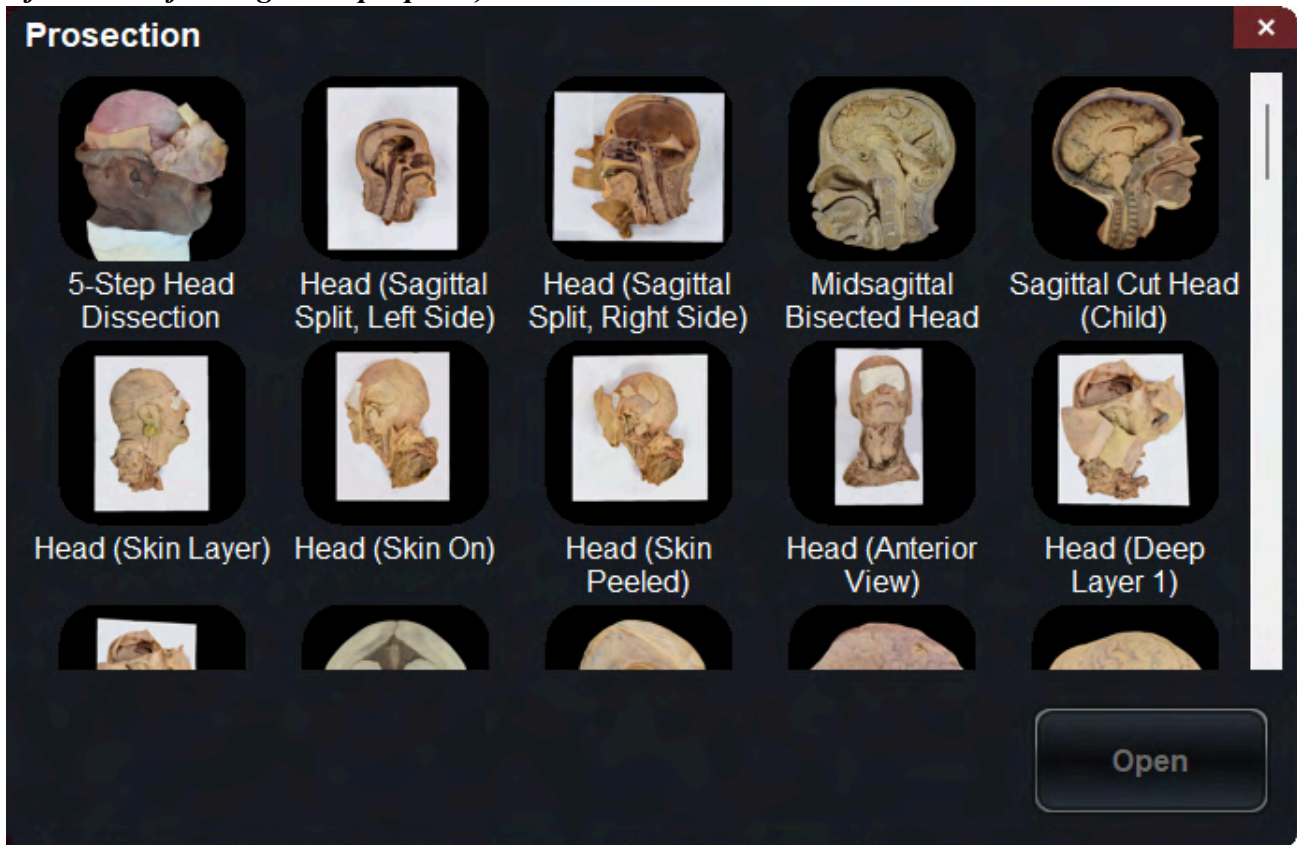 Prosection
×
5-Step Head
Dissection
Head (Sagittal
Split, Left Side)
Head (Sagittal
Split, Right Side)
Midsagittal
Bisected Head
Sagittal Cut Head
(Child)
Head (Skin Layer)
Head (Skin On)
Head (Skin
Peeled)
Head (Anterior
View)
Head (Deep
Layer 1)
Open